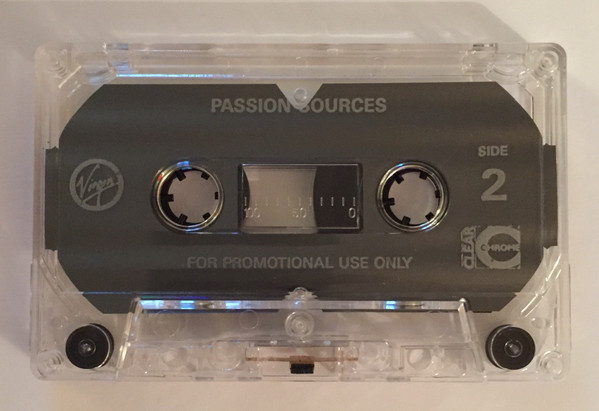 PASSION SOURCES
Virgin
SIDE
2
100 50 0
CLEAR
CHROME
FOR PROMOTIONAL USE ONLY